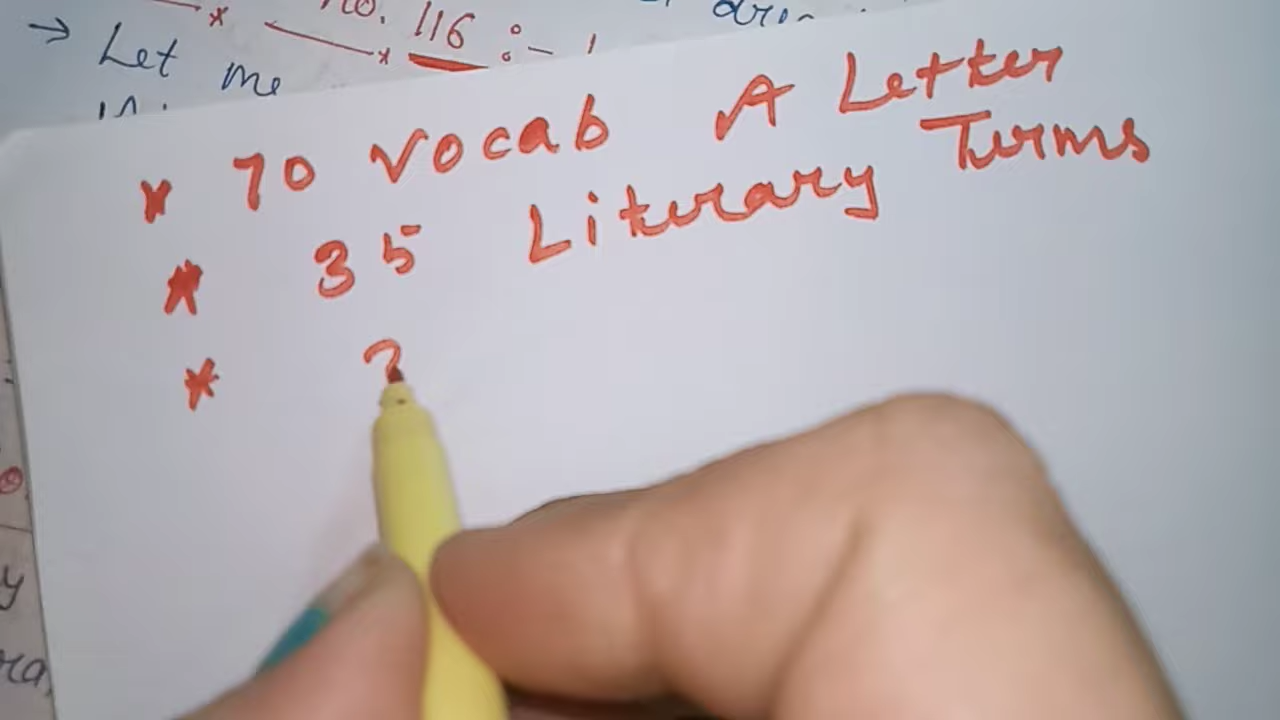 no. 116 :-
→ Let me
* 70 Vocab A Letter
* 35 Literary Terms
*